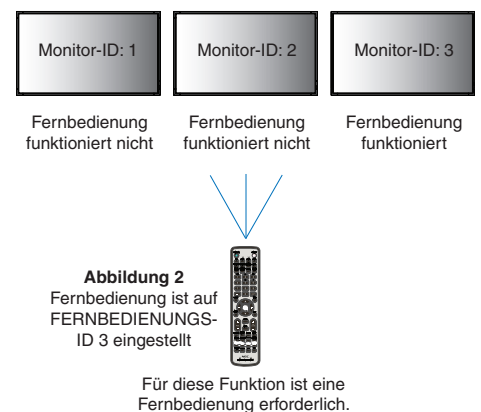 Monitor-ID: 1
Monitor-ID: 2
Monitor-ID: 3
Fernbedienung
funktioniert nicht
Fernbedienung
funktioniert nicht
Fernbedienung
funktioniert
Abbildung 2
Fernbedienung ist auf
FERNBEDIENUNGS-
ID 3 eingestellt
Für diese Funktion ist eine
Fernbedienung erforderlich.